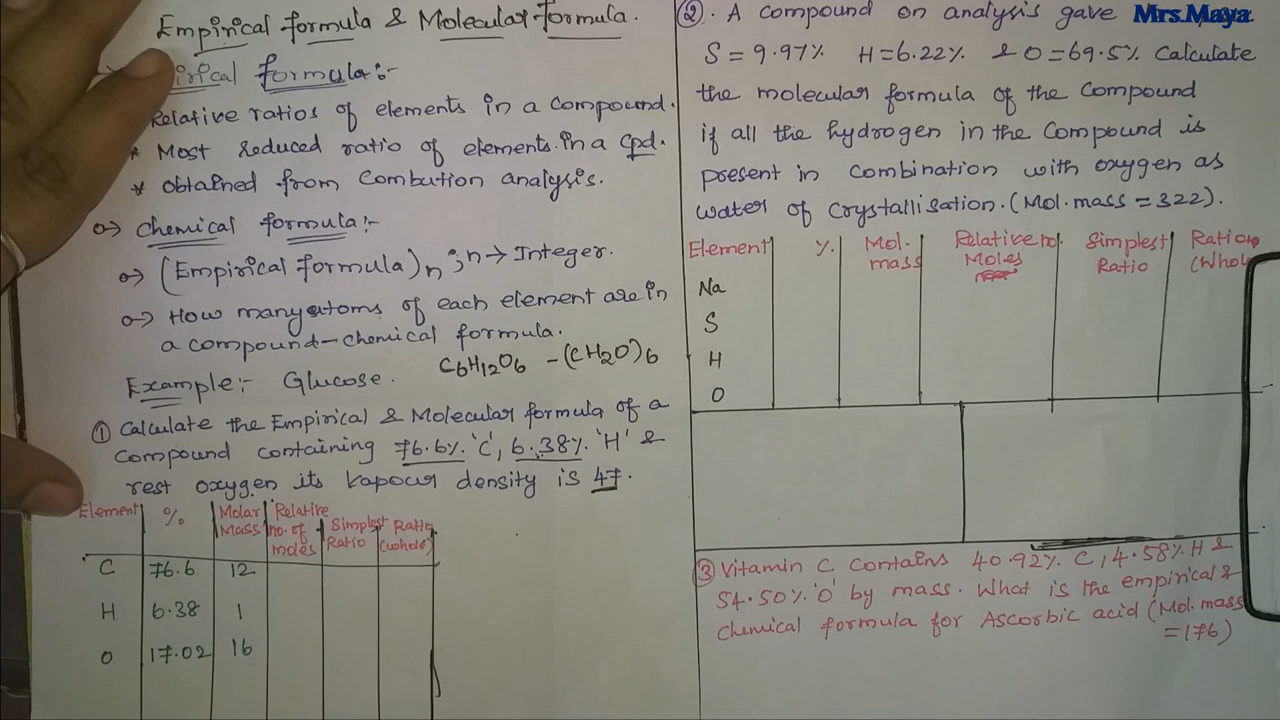 Empirical formula & Molecular formula.
formula:-
Relative ratios of elements in a compound.
* Most reduced ratio of elements in a cpd.
* Obtained from Combution analysis.
→ Chemical formula:-
→ (Empirical formula)n ; n → Integer.
→ How many atoms of each element are in
a compound - chemical formula.
Example:- Glucose. C6H12O6 - (CH2O)6
① Calculate the Empirical & Molecular formula of a
compound containing 76.6% 'C', 6.38% 'H' &
rest oxygen its Vapour density is 47.
Element % Molar Mass Relative no. of moles Simplest Ratio Ratio (whole)
C 76.6 12
H 6.38 1
O 17.02 16
②. A compound on analysis gave
Mrs.Maya
S = 9.97% H = 6.22% & O = 69.5% Calculate
the molecular formula of the Compound
if all the hydrogen in the Compound is
present in combination with oxygen as
water of crystallisation. (Mol. mass = 322).
Element % Mol. mass Relative no. Moles Simplest Ratio Ratio (Whole
Na
S
H
O
③ Vitamin C contains 40.92% C, 4.58% H &
54.50% 'O' by mass. What is the empirical &
chemical formula for Ascorbic acid (Mol. mass
=176)